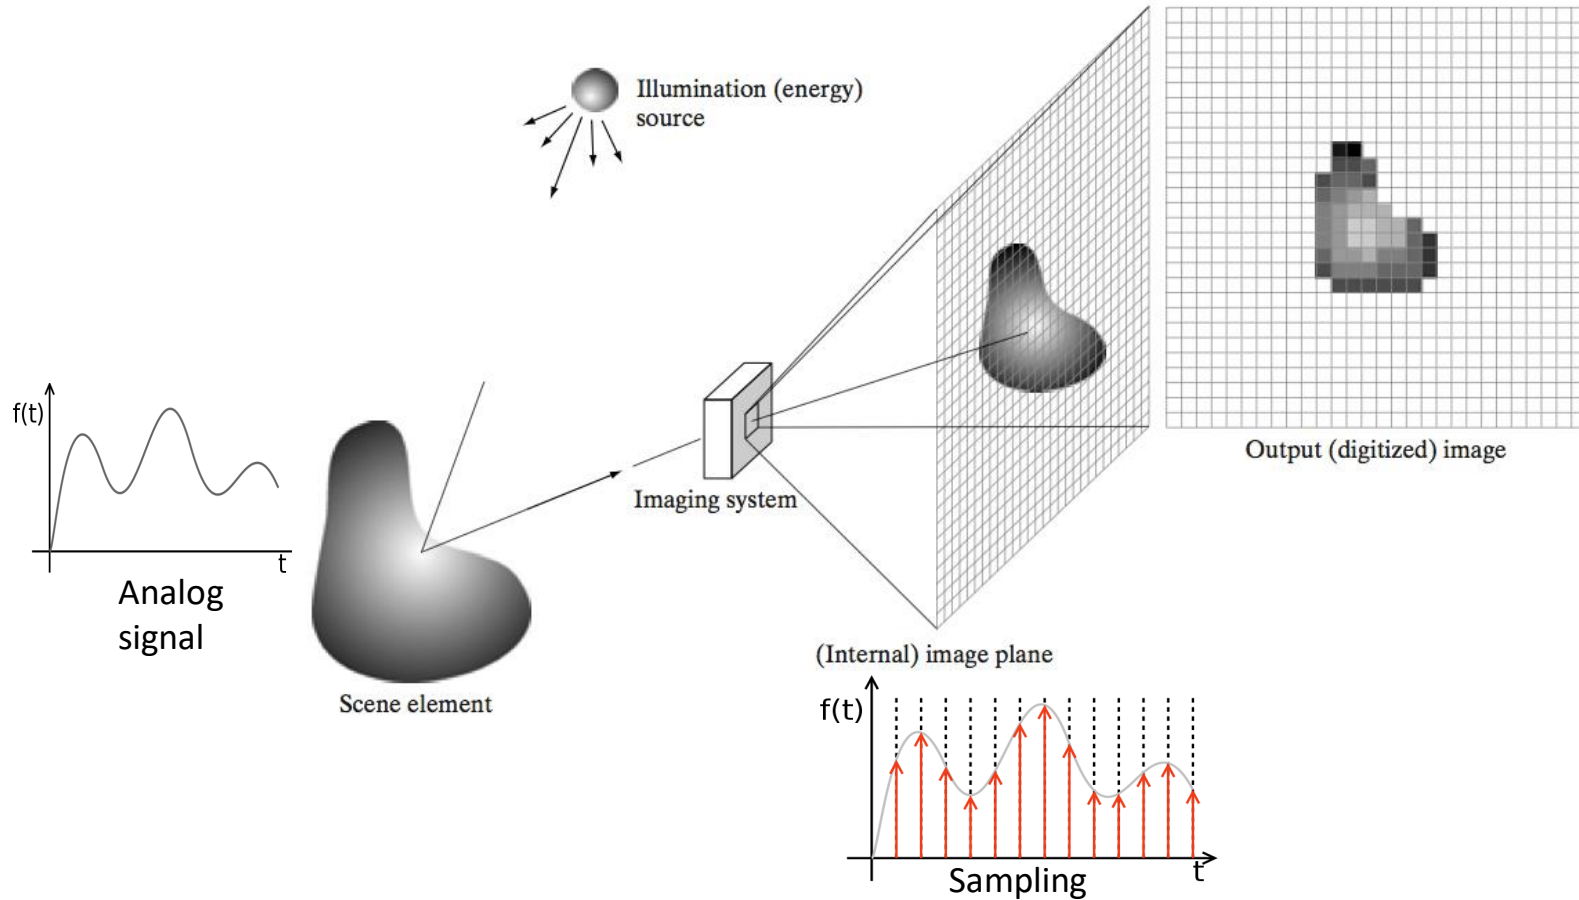 Illumination (energy)
source
Output (digitized) image
f(t)
t
Analog
signal
Imaging system
Scene element
(Internal) image plane
f(t)
t
Sampling